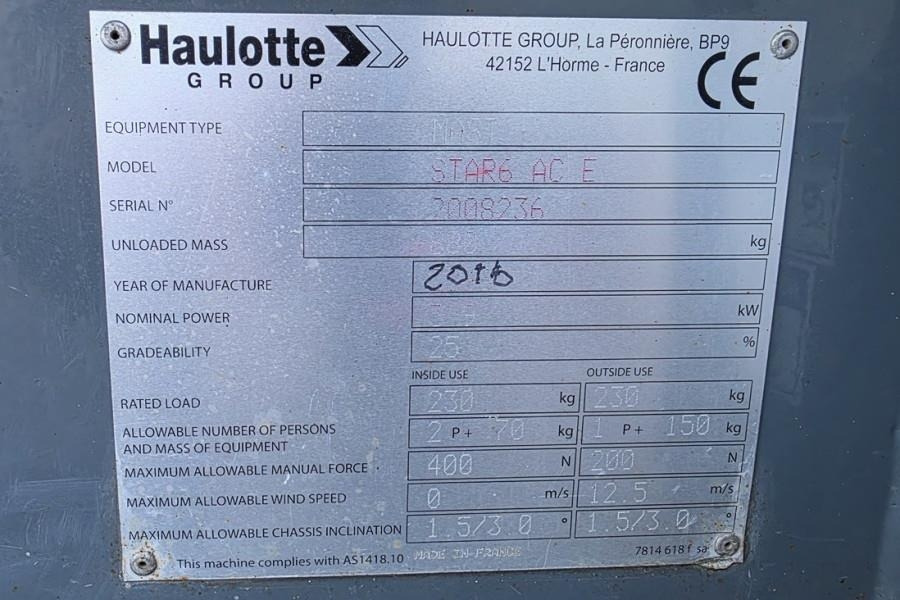 Haulotte
GROUP
HAULOTTE GROUP, La Péronnière, BP9
42152 L'Horme - France
CE
EQUIPMENT TYPE MAST
MODEL STAR6 AC E
SERIAL N° 2008236
UNLOADED MASS kg
YEAR OF MANUFACTURE 2016
NOMINAL POWER kW
GRADEABILITY 25 %
INSIDE USE OUTSIDE USE
RATED LOAD 230 kg 230 kg
ALLOWABLE NUMBER OF PERSONS
AND MASS OF EQUIPMENT 2 P + 70 kg 1 P + 150 kg
MAXIMUM ALLOWABLE MANUAL FORCE 400 N 200 N
MAXIMUM ALLOWABLE WIND SPEED 0 m/s 12.5 m/s
MAXIMUM ALLOWABLE CHASSIS INCLINATION 1.5/3.0 ° 1.5/3.0 °
This machine complies with AS1418.10 MADE IN FRANCE 7814 618 f sa